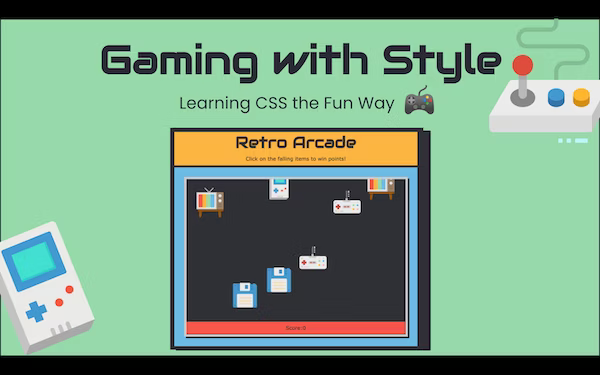 Gaming with Style
Learning CSS the Fun Way
Retro Arcade
Click on the falling items to win points!
Score: 0